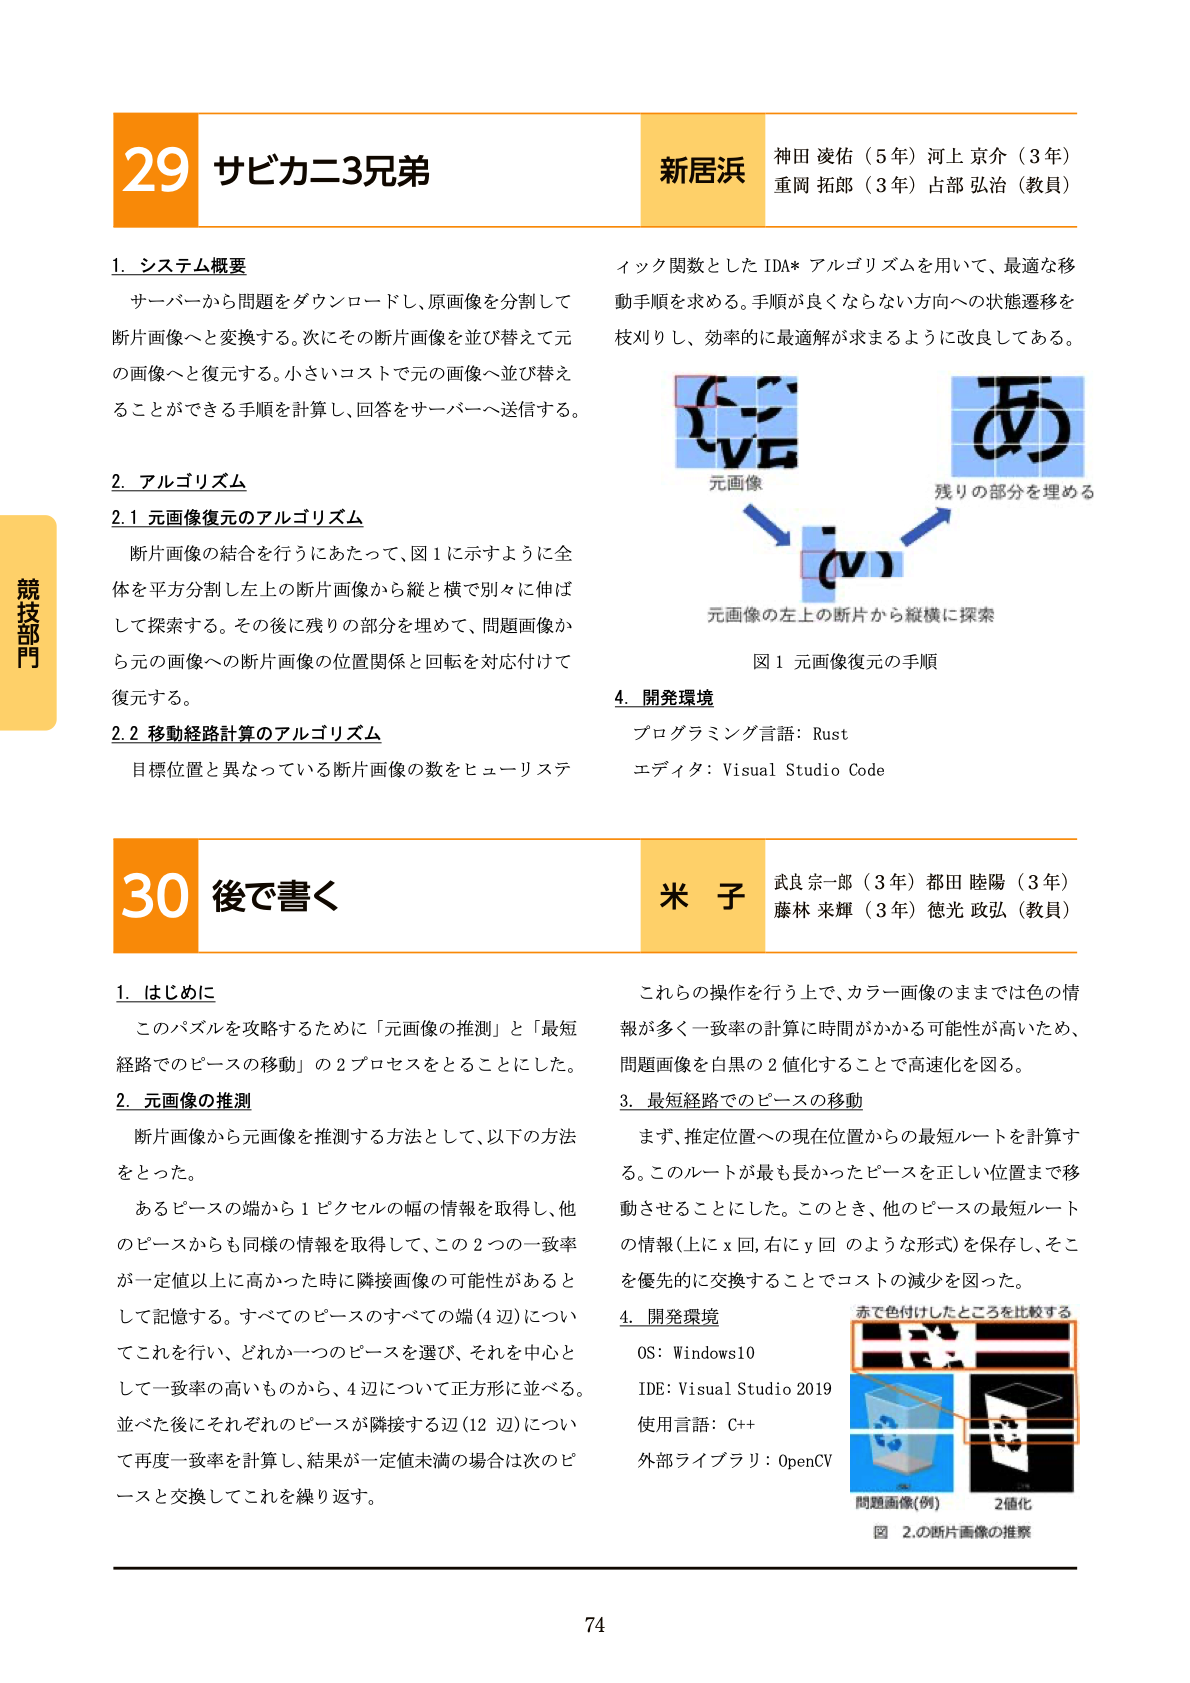 29 サビカニ3兄弟
新居浜
神田 凌佑（５年）河上 京介（３年）
重岡 拓郎（３年）占部 弘治（教員）
1. システム概要
サーバーから問題をダウンロードし、原画像を分割して
断片画像へと変換する。次にその断片画像を並び替えて元
の画像へと復元する。小さいコストで元の画像へ並び替え
ることができる手順を計算し、回答をサーバーへ送信する。
2. アルゴリズム
2.1 元画像復元のアルゴリズム
断片画像の結合を行うにあたって、図 1 に示すように全
体を平方分割し左上の断片画像から縦と横で別々に伸ば
して探索する。その後に残りの部分を埋めて、問題画像か
ら元の画像への断片画像の位置関係と回転を対応付けて
復元する。
2.2 移動経路計算のアルゴリズム
目標位置と異なっている断片画像の数をヒューリステ
ィック関数とした IDA* アルゴリズムを用いて、最適な移
動手順を求める。手順が良くならない方向への状態遷移を
枝刈りし、効率的に最適解が求まるように改良してある。
あ
元画像
残りの部分を埋める
元画像の左上の断片から縦横に探索
図 1 元画像復元の手順
4. 開発環境
プログラミング言語: Rust
エディタ: Visual Studio Code
競技部門
30 後で書く
米 子
武良 宗一郎（３年）都田 睦陽（３年）
藤林 来輝（３年）徳光 政弘（教員）
1. はじめに
このパズルを攻略するために「元画像の推測」と「最短
経路でのピースの移動」の 2 プロセスをとることにした。
2. 元画像の推測
断片画像から元画像を推測する方法として、以下の方法
をとった。
あるピースの端から 1 ピクセルの幅の情報を取得し、他
のピースからも同様の情報を取得して、この 2 つの一致率
が一定値以上に高かった時に隣接画像の可能性があると
して記憶する。すべてのピースのすべての端(4 辺)につい
てこれを行い、どれか一つのピースを選び、それを中心と
して一致率の高いものから、4 辺について正方形に並べる。
並べた後にそれぞれのピースが隣接する辺(12 辺)につい
て再度一致率を計算し、結果が一定値未満の場合は次のピ
ースと交換してこれを繰り返す。
これらの操作を行う上で、カラー画像のままでは色の情
報が多く一致率の計算に時間がかかる可能性が高いため、
問題画像を白黒の 2 値化することで高速化を図る。
3. 最短経路でのピースの移動
まず、推定位置への現在位置からの最短ルートを計算す
る。このルートが最も長かったピースを正しい位置まで移
動させることにした。このとき、他のピースの最短ルート
の情報(上に x 回, 右に y 回 のような形式)を保存し、そこ
を優先的に交換することでコストの減少を図った。
4. 開発環境
OS: Windows10
IDE: Visual Studio 2019
使用言語: C++
外部ライブラリ: OpenCV
赤で色付けしたところを比較する
問題画像(例)
2値化
図 2.の断片画像の推察
74